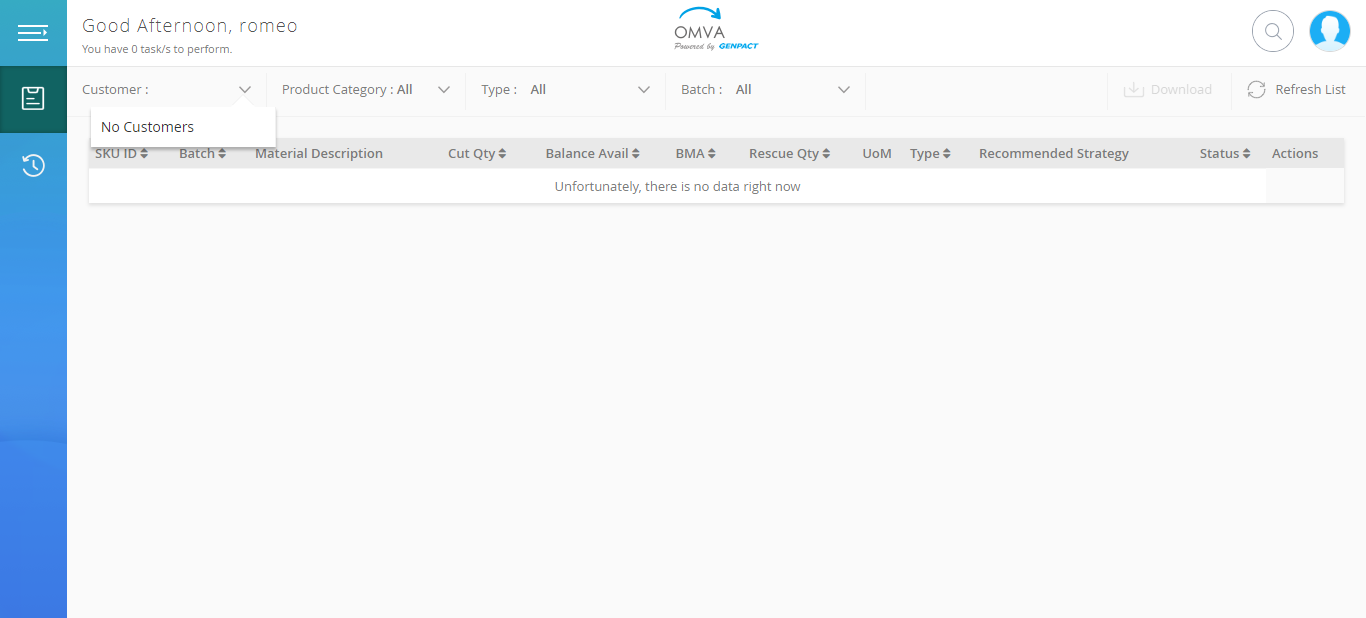 Good Afternoon, romeo
You have 0 task/s to perform.
OMVA
Powered by GENPACT
Customer :
Product Category : All
Type : All
Batch : All
Download
Refresh List
No Customers
SKU ID Batch Material Description Cut Qty Balance Avail BMA Rescue Qty UoM Type Recommended Strategy Status Actions
Unfortunately, there is no data right now